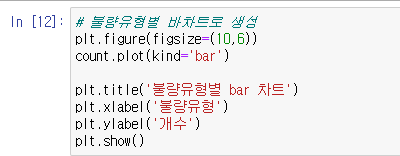 In [12]:
# 불량유형별 바차트로 생성
plt.figure(figsize=(10,6))
count.plot(kind='bar')
plt.title('불량유형별 bar 차트')
plt.xlabel('불량유형')
plt.ylabel('개수')
plt.show()